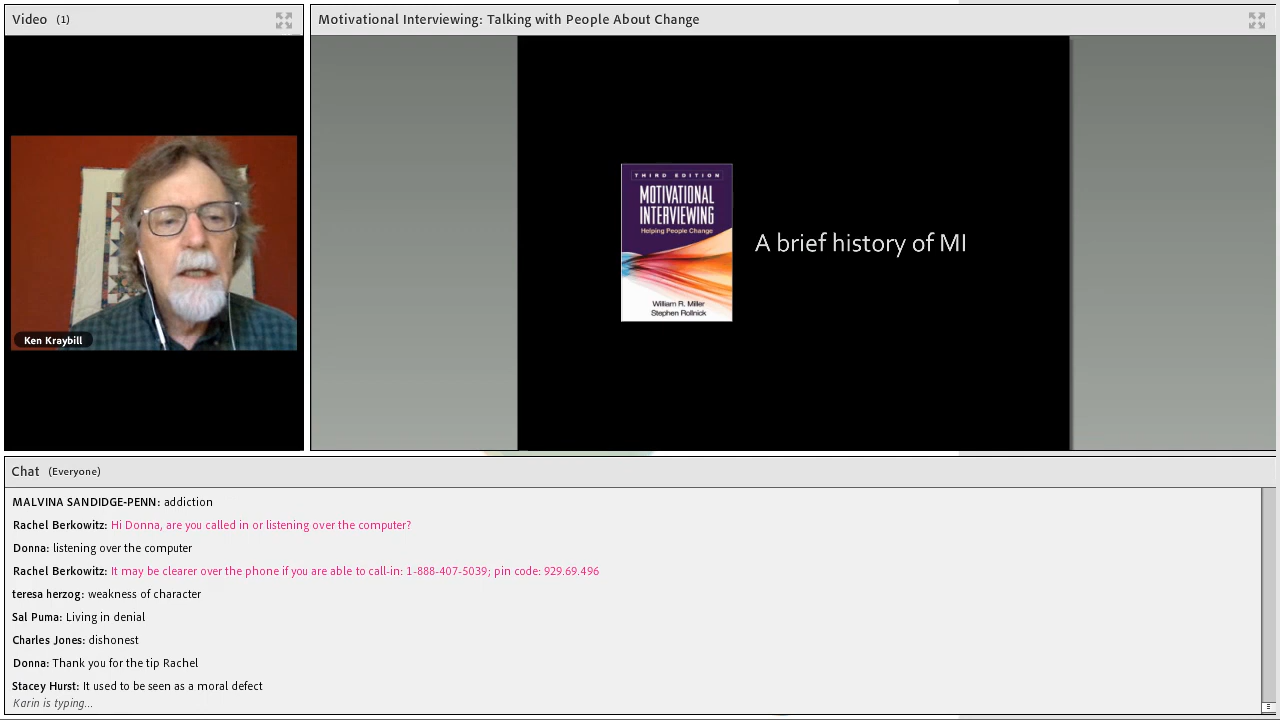 Video (1)
Motivational Interviewing: Talking with People About Change
Ken Kraybill
THIRD EDITION
MOTIVATIONAL
INTERVIEWING
Helping People Change
William R. Miller
Stephen Rollnick
A brief history of MI
Chat (Everyone)
MALVINA SANDIDGE-PENN: addiction
Rachel Berkowitz: Hi Donna, are you called in or listening over the computer?
Donna: listening over the computer
Rachel Berkowitz: It may be clearer over the phone if you are able to call-in: 1-888-407-5039; pin code: 929.69.496
teresa herzog: weakness of character
Sal Puma: Living in denial
Charles Jones: dishonest
Donna: Thank you for the tip Rachel
Stacey Hurst: It used to be seen as a moral defect
Karin is typing...